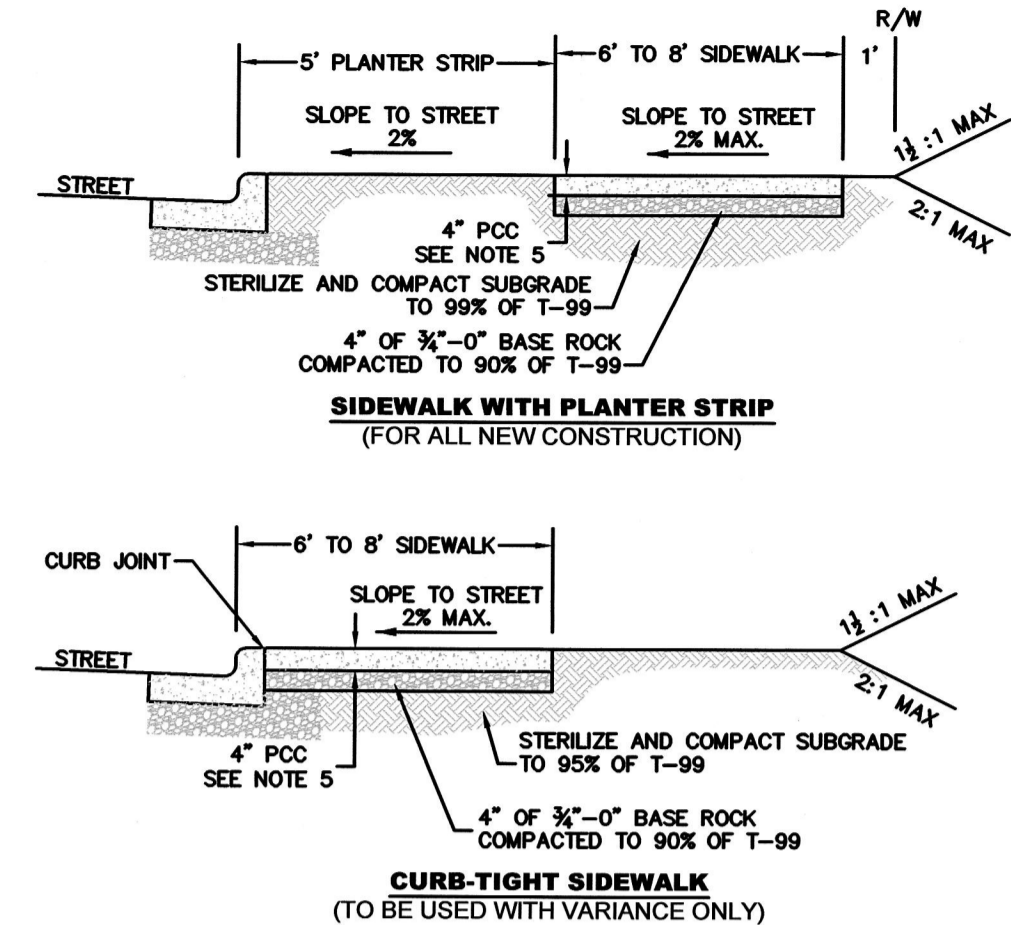 R/W
5' PLANTER STRIP
6' TO 8' SIDEWALK
1'
SLOPE TO STREET
2%
SLOPE TO STREET
2% MAX.
1½ :1 MAX
STREET
2:1 MAX
4" PCC
SEE NOTE 5
STERILIZE AND COMPACT SUBGRADE
TO 99% OF T-99
4" OF ¾"-0" BASE ROCK
COMPACTED TO 90% OF T-99
SIDEWALK WITH PLANTER STRIP
(FOR ALL NEW CONSTRUCTION)
6' TO 8' SIDEWALK
CURB JOINT
SLOPE TO STREET
2% MAX.
1½ :1 MAX
STREET
2:1 MAX
4" PCC
SEE NOTE 5
STERILIZE AND COMPACT SUBGRADE
TO 95% OF T-99
4" OF ¾"-0" BASE ROCK
COMPACTED TO 90% OF T-99
CURB-TIGHT SIDEWALK
(TO BE USED WITH VARIANCE ONLY)